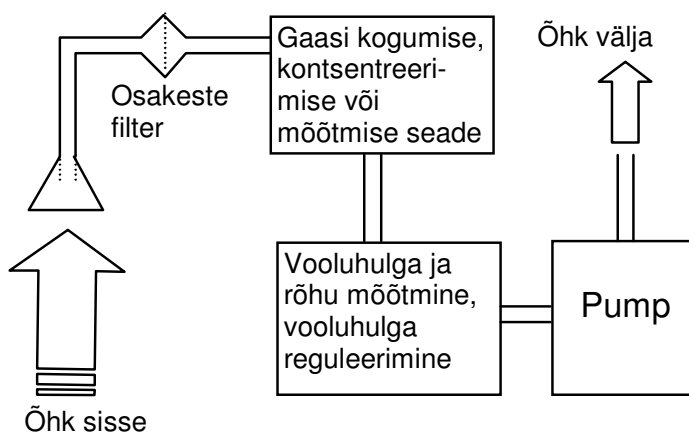 Gaasi kogumise,
kontsentreeri-
mise või
mõõtmise seade
Õhk välja
Osakeste
filter
Vooluhulga ja
rõhu mõõtmine,
vooluhulga
reguleerimine
Pump
Õhk sisse